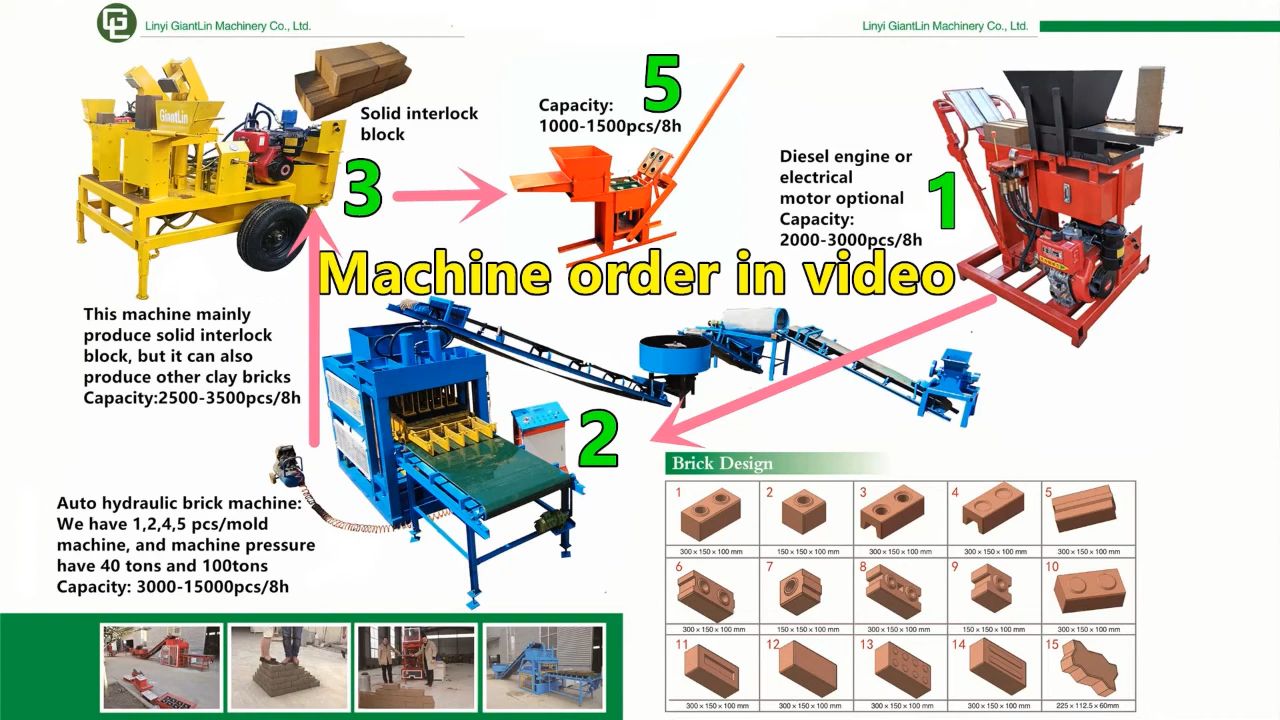 GL
Linyi GiantLin Machinery Co., Ltd.
Linyi GiantLin Machinery Co., Ltd.
GiantLin
Solid interlock
block
3
Capacity:
1000-1500pcs/8h
5
Diesel engine or
electrical
motor optional
Capacity:
2000-3000pcs/8h
1
Machine order in video
This machine mainly
produce solid interlock
block, but it can also
produce other clay bricks
Capacity:2500-3500pcs/8h
2
Auto hydraulic brick machine:
We have 1,2,4,5 pcs/mold
machine, and machine pressure
have 40 tons and 100tons
Capacity: 3000-15000pcs/8h
Brick Design
1 2 3 4 5
300 x 150 x 100 mm 150 x 150 x 100 mm 300 x 150 x 100 mm 300 x 150 x 100 mm 300 x 150 x 100 mm
6 7 8 9 10
300 x 150 x 100 mm 150 x 150 x 100 mm 300 x 150 x 100 mm 150 x 150 x 100 mm 300 x 150 x 100 mm
11 12 13 14 15
300 x 150 x 100 mm 300 x 150 x 100 mm 300 x 150 x 100 mm 300 x 150 x 100 mm 225 x 112.5 x 60mm